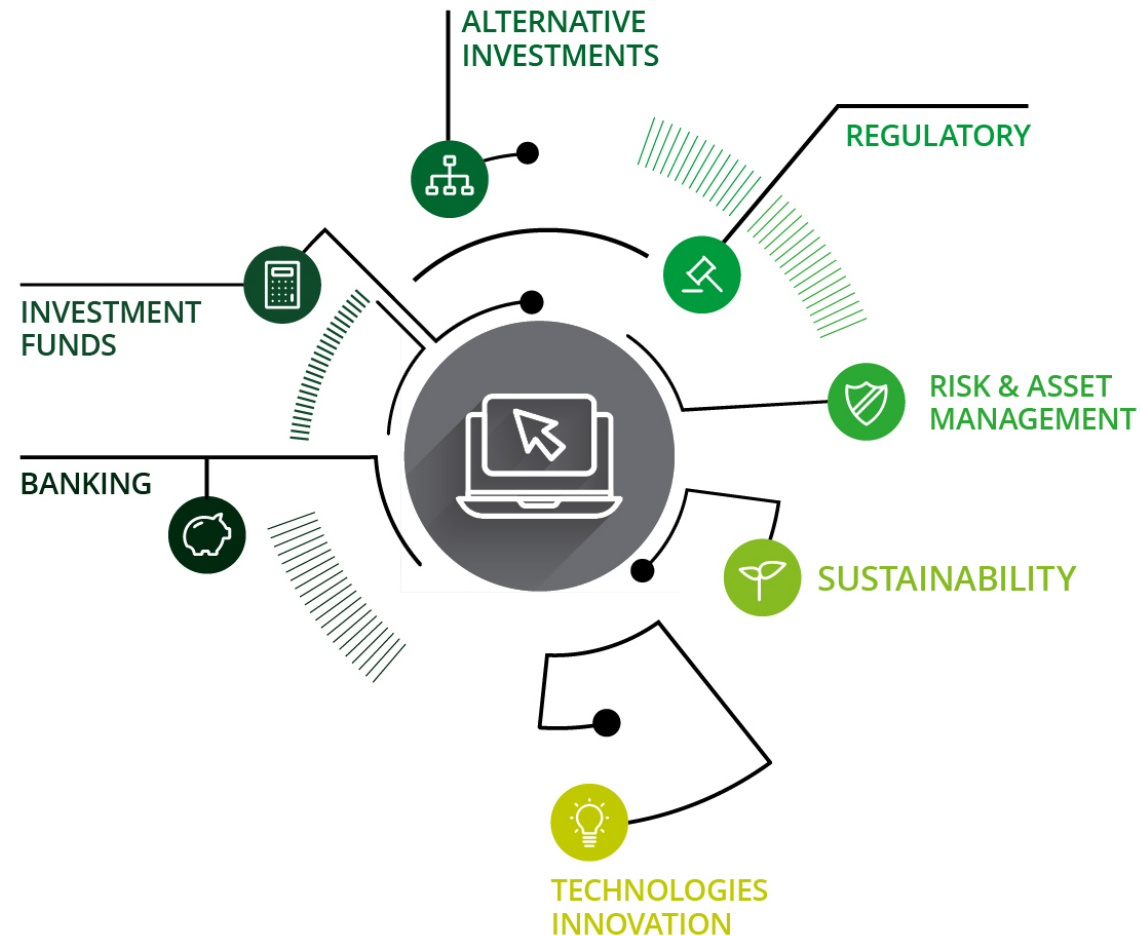 ALTERNATIVE
INVESTMENTS
REGULATORY
INVESTMENT
FUNDS
RISK & ASSET
MANAGEMENT
BANKING
SUSTAINABILITY
TECHNOLOGIES
INNOVATION